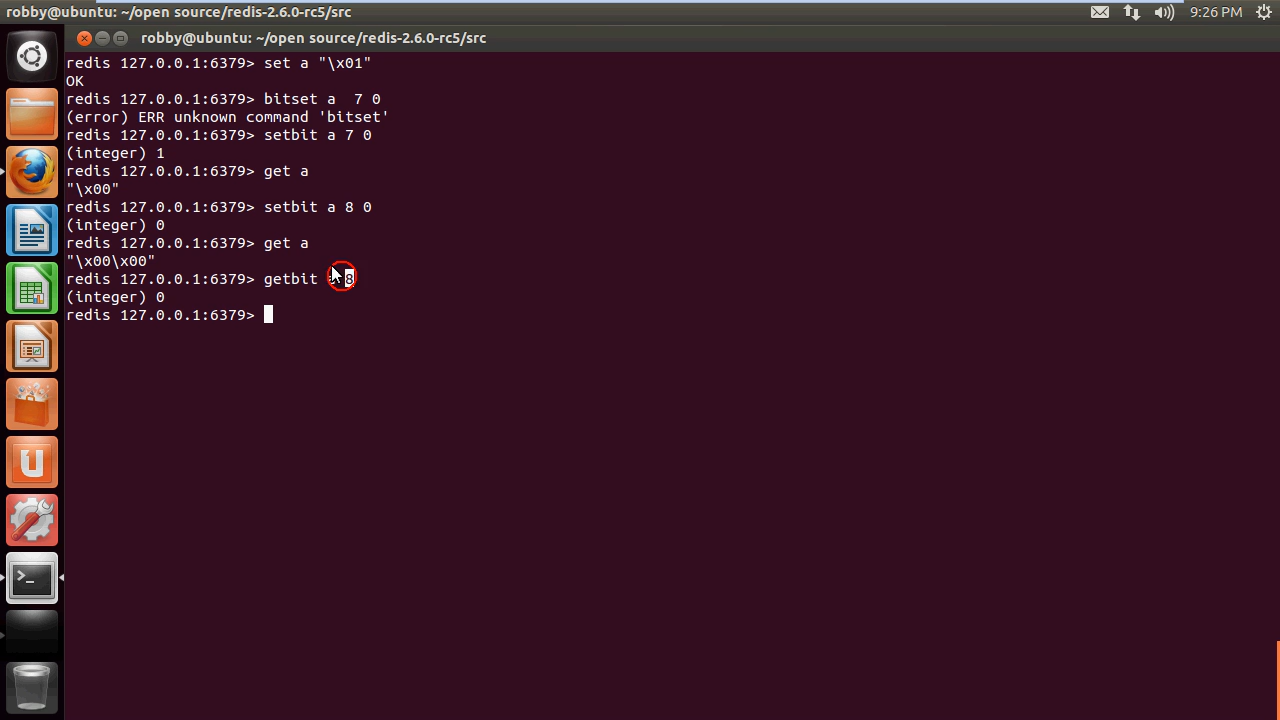 robby@ubuntu: ~/open source/redis-2.6.0-rc5/src
9:26 PM
robby@ubuntu: ~/open source/redis-2.6.0-rc5/src
redis 127.0.0.1:6379> set a "\x01"
OK
redis 127.0.0.1:6379> bitset a  7 0
(error) ERR unknown command 'bitset'
redis 127.0.0.1:6379> setbit a 7 0
(integer) 1
redis 127.0.0.1:6379> get a
"\x00"
redis 127.0.0.1:6379> setbit a 8 0
(integer) 0
redis 127.0.0.1:6379> get a
"\x00\x00"
redis 127.0.0.1:6379> getbit 8
(integer) 0
redis 127.0.0.1:6379>